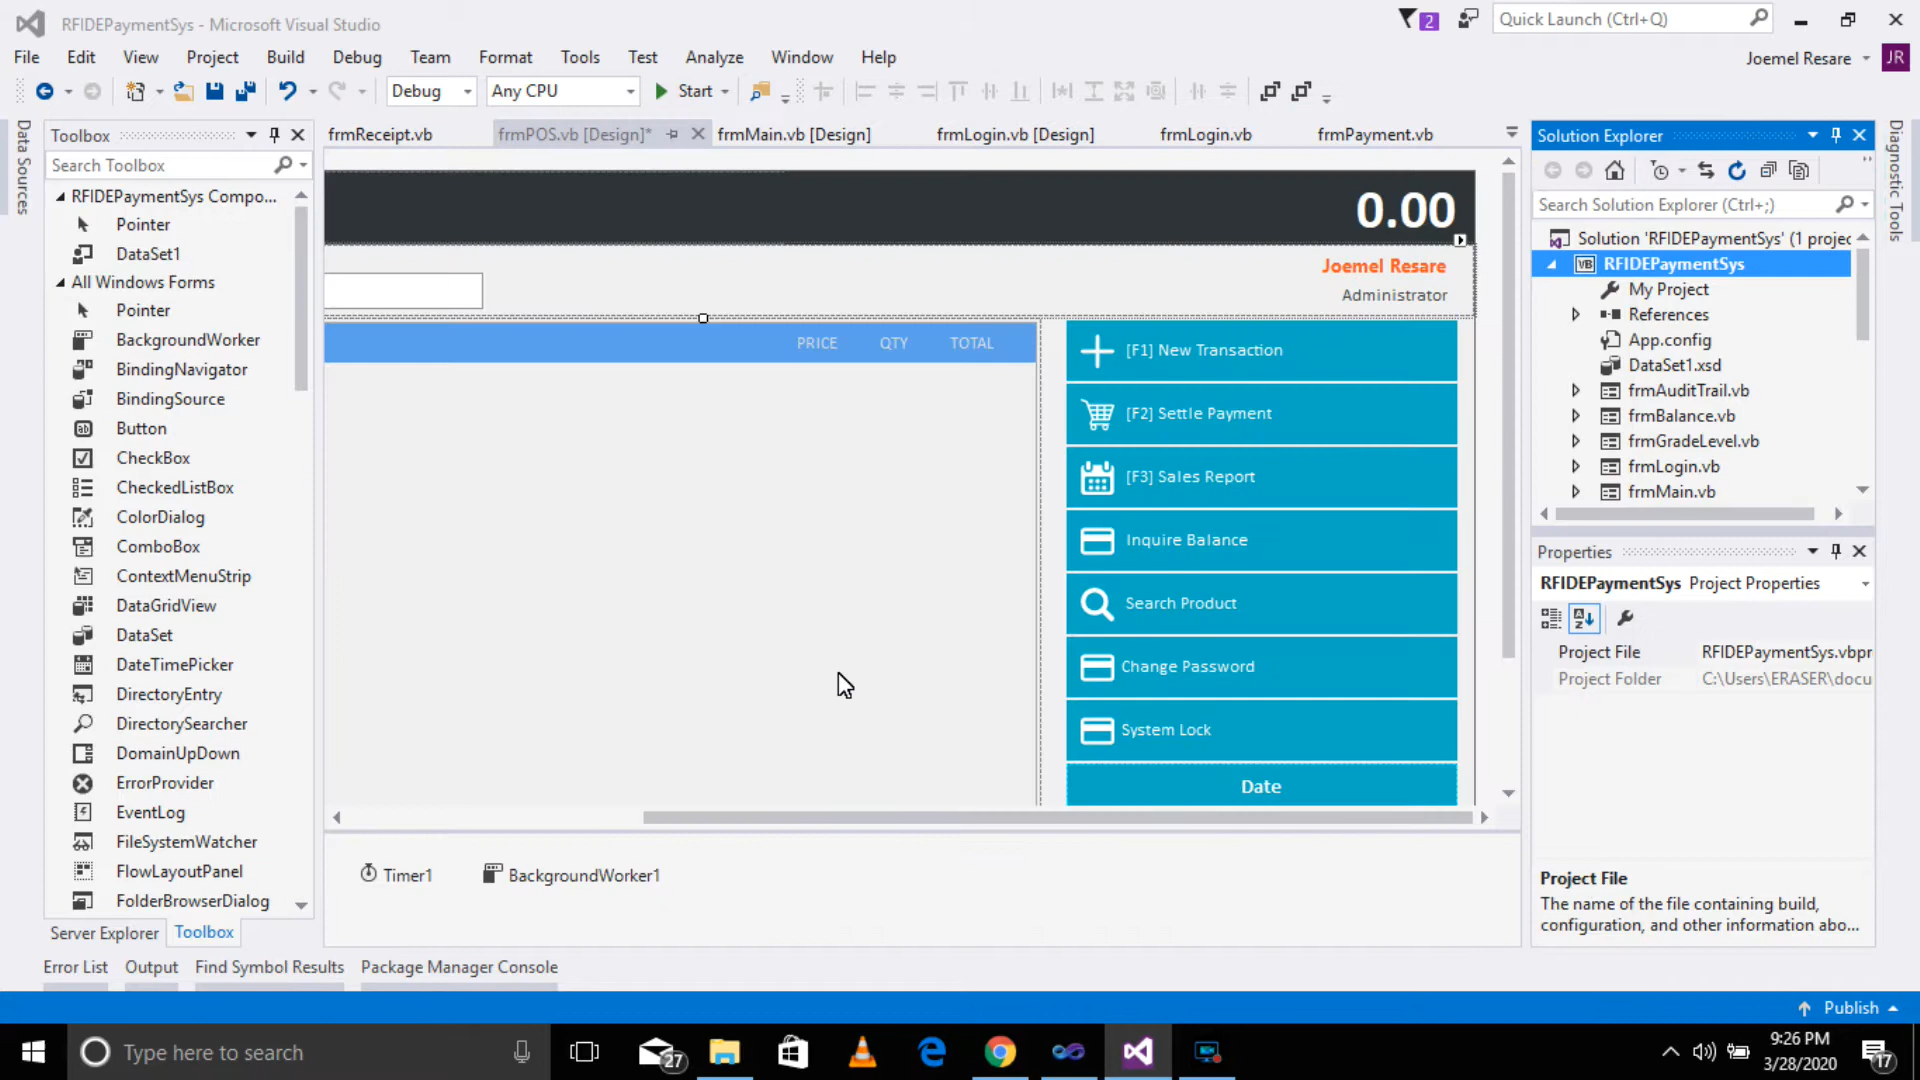 RFIDEPaymentSys - Microsoft Visual Studio
2
Quick Launch (Ctrl+Q)
File Edit View Project Build Debug Team Format Tools Test Analyze Window Help
Joemel Resare JR
Debug Any CPU Start
Data Sources
Toolbox
Search Toolbox
RFIDEPaymentSys Compo...
Pointer
DataSet1
All Windows Forms
Pointer
BackgroundWorker
BindingNavigator
BindingSource
Button
CheckBox
CheckedListBox
ColorDialog
ComboBox
ContextMenuStrip
DataGridView
DataSet
DateTimePicker
DirectoryEntry
DirectorySearcher
DomainUpDown
ErrorProvider
EventLog
FileSystemWatcher
FlowLayoutPanel
FolderBrowserDialog
Server Explorer Toolbox
frmReceipt.vb frmPOS.vb [Design]* frmMain.vb [Design] frmLogin.vb [Design] frmLogin.vb frmPayment.vb
0.00
Joemel Resare
Administrator
PRICE QTY TOTAL
[F1] New Transaction
[F2] Settle Payment
[F3] Sales Report
Inquire Balance
Search Product
Change Password
System Lock
Date
Timer1 BackgroundWorker1
Solution Explorer
Search Solution Explorer (Ctrl+;)
Solution 'RFIDEPaymentSys' (1 projec
VB RFIDEPaymentSys
My Project
References
App.config
DataSet1.xsd
frmAuditTrail.vb
frmBalance.vb
frmGradeLevel.vb
frmLogin.vb
frmMain.vb
Diagnostic Tools
Properties
RFIDEPaymentSys Project Properties
Project File RFIDEPaymentSys.vbpr
Project Folder C:\Users\ERASER\docu
Project File
The name of the file containing build,
configuration, and other information abo...
Error List Output Find Symbol Results Package Manager Console
Publish
Type here to search
27
9:26 PM
3/28/2020
17